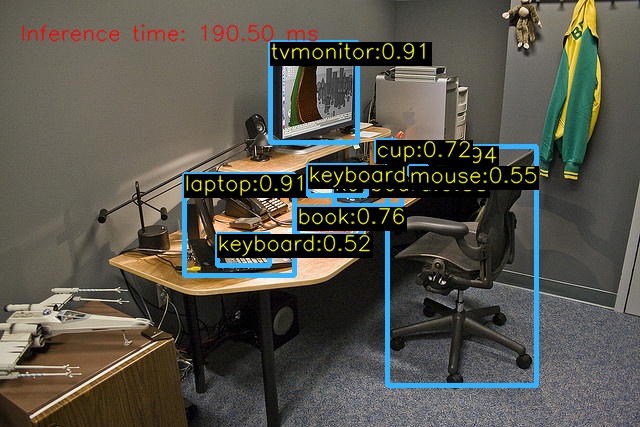 Inference time: 190.50 ms
tvmonitor:0.91
cup:0.72
94
laptop:0.91
keyboard
mouse:0.55
book:0.76
keyboard:0.52